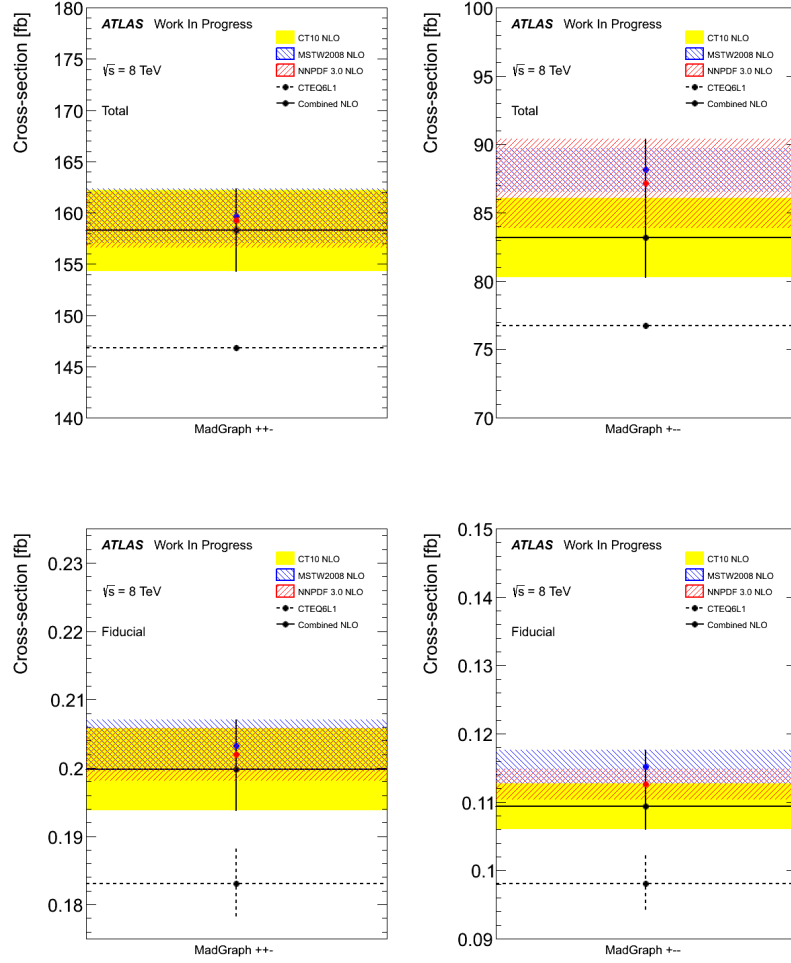 Cross-section [fb]
180
175
170
165
160
155
150
145
140
ATLAS Work In Progress
√s = 8 TeV
Total
CT10 NLO
MSTW2008 NLO
NNPDF 3.0 NLO
CTEQ6L1
Combined NLO
MadGraph ++-
Cross-section [fb]
100
95
90
85
80
75
70
ATLAS Work In Progress
√s = 8 TeV
Total
CT10 NLO
MSTW2008 NLO
NNPDF 3.0 NLO
CTEQ6L1
Combined NLO
MadGraph +--
Cross-section [fb]
0.23
0.22
0.21
0.2
0.19
0.18
ATLAS Work In Progress
√s = 8 TeV
Fiducial
CT10 NLO
MSTW2008 NLO
NNPDF 3.0 NLO
CTEQ6L1
Combined NLO
MadGraph ++-
Cross-section [fb]
0.15
0.14
0.13
0.12
0.11
0.1
0.09
ATLAS Work In Progress
√s = 8 TeV
Fiducial
CT10 NLO
MSTW2008 NLO
NNPDF 3.0 NLO
CTEQ6L1
Combined NLO
MadGraph +--